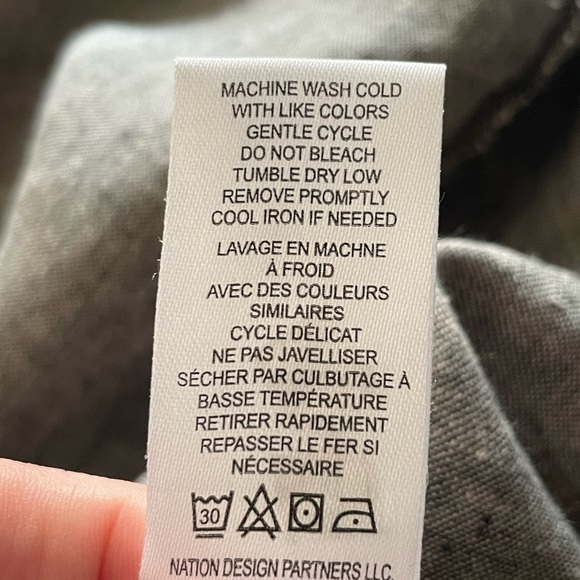 MACHINE WASH COLD
WITH LIKE COLORS
GENTLE CYCLE
DO NOT BLEACH
TUMBLE DRY LOW
REMOVE PROMPTLY
COOL IRON IF NEEDED
LAVAGE EN MACHNE
À FROID
AVEC DES COULEURS
SIMILAIRES
CYCLE DÉLICAT
NE PAS JAVELLISER
SÉCHER PAR CULBUTAGE À
BASSE TEMPÉRATURE
RETIRER RAPIDEMENT
REPASSER LE FER SI
NÉCESSAIRE
30
NATION DESIGN PARTNERS LLC